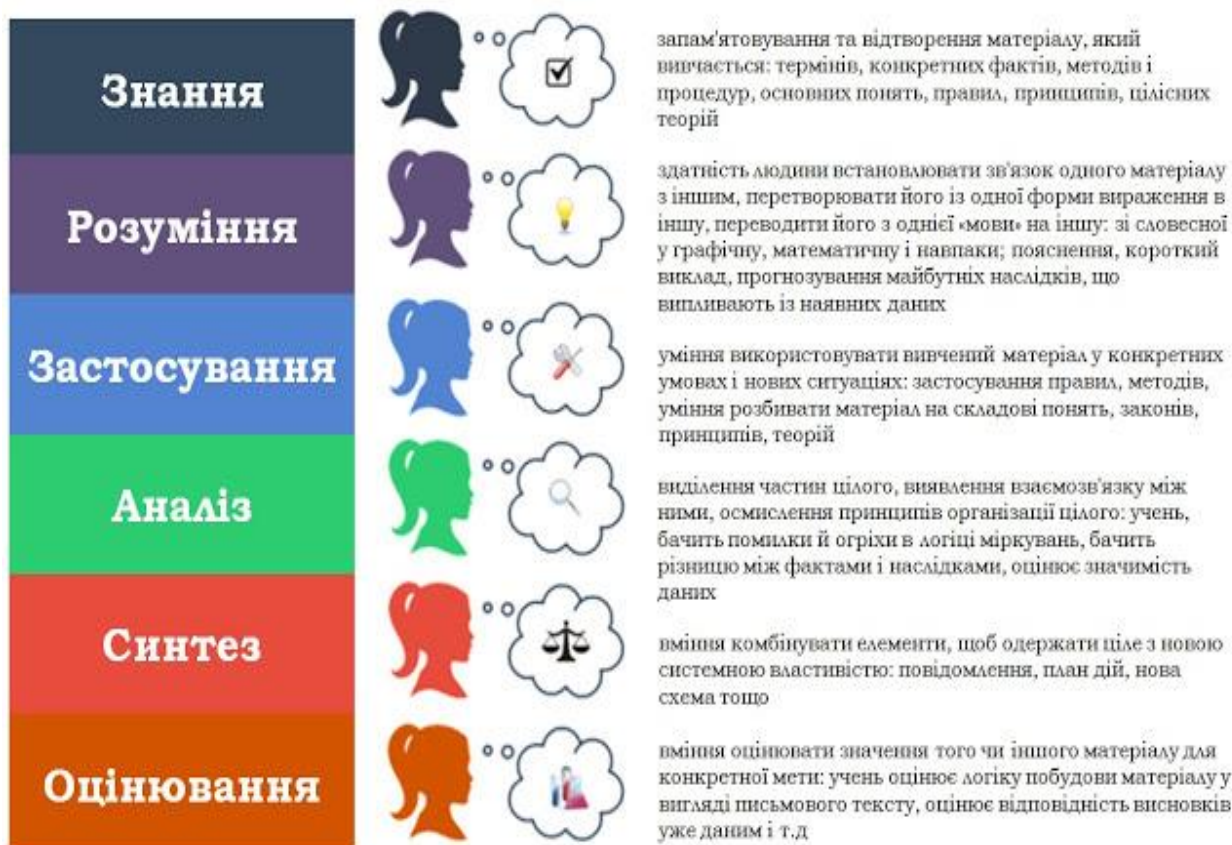 Знання
запам'ятовування та відтворення матеріалу, який
вивчається: термінів, конкретних фактів, методів і
процедур, основних понять, правил, принципів, цілісних
теорій
Розуміння
здатність людини встановлювати зв'язок одного матеріалу
з іншим, перетворювати його із одної форми вираження в
іншу, переводити його з однієї «мови» на іншу: зі словесної
у графічну, математичну і навпаки; пояснення, короткий
виклад, прогнозування майбутніх наслідків, що
випливають із наявних даних
Застосування
уміння використовувати вивчений матеріал у конкретних
умовах і нових ситуаціях: застосування правил, методів,
уміння розбивати матеріал на складові понять, законів,
принципів, теорій
Аналіз
виділення частин цілого, виявлення взаємозв'язку між
ними, осмислення принципів організації цілого: учень,
бачить помилки й огріхи в логіці міркувань, бачить
різницю між фактами і наслідками, оцінює значимість
даних
Синтез
вміння комбінувати елементи, щоб одержати ціле з новою
системною властивістю: повідомлення, план дій, нова
схема тощо
Оцінювання
вміння оцінювати значення того чи іншого матеріалу для
конкретної мети: учень оцінює логіку побудови матеріалу у
вигляді письмового тексту, оцінює відповідність висновків
уже даним і т.д